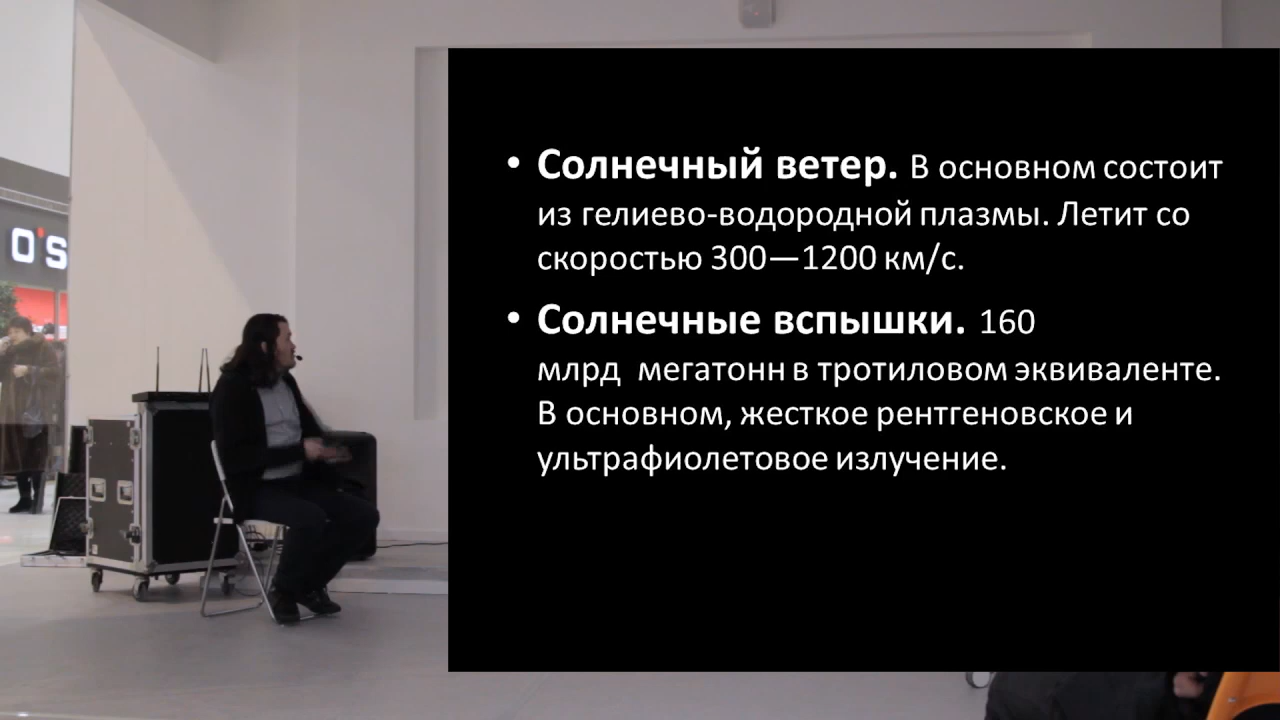 O'S
• Солнечный ветер. В основном состоит
из гелиево-водородной плазмы. Летит со
скоростью 300—1200 км/с.
• Солнечные вспышки. 160
млрд мегатонн в тротиловом эквиваленте.
В основном, жесткое рентгеновское и
ультрафиолетовое излучение.